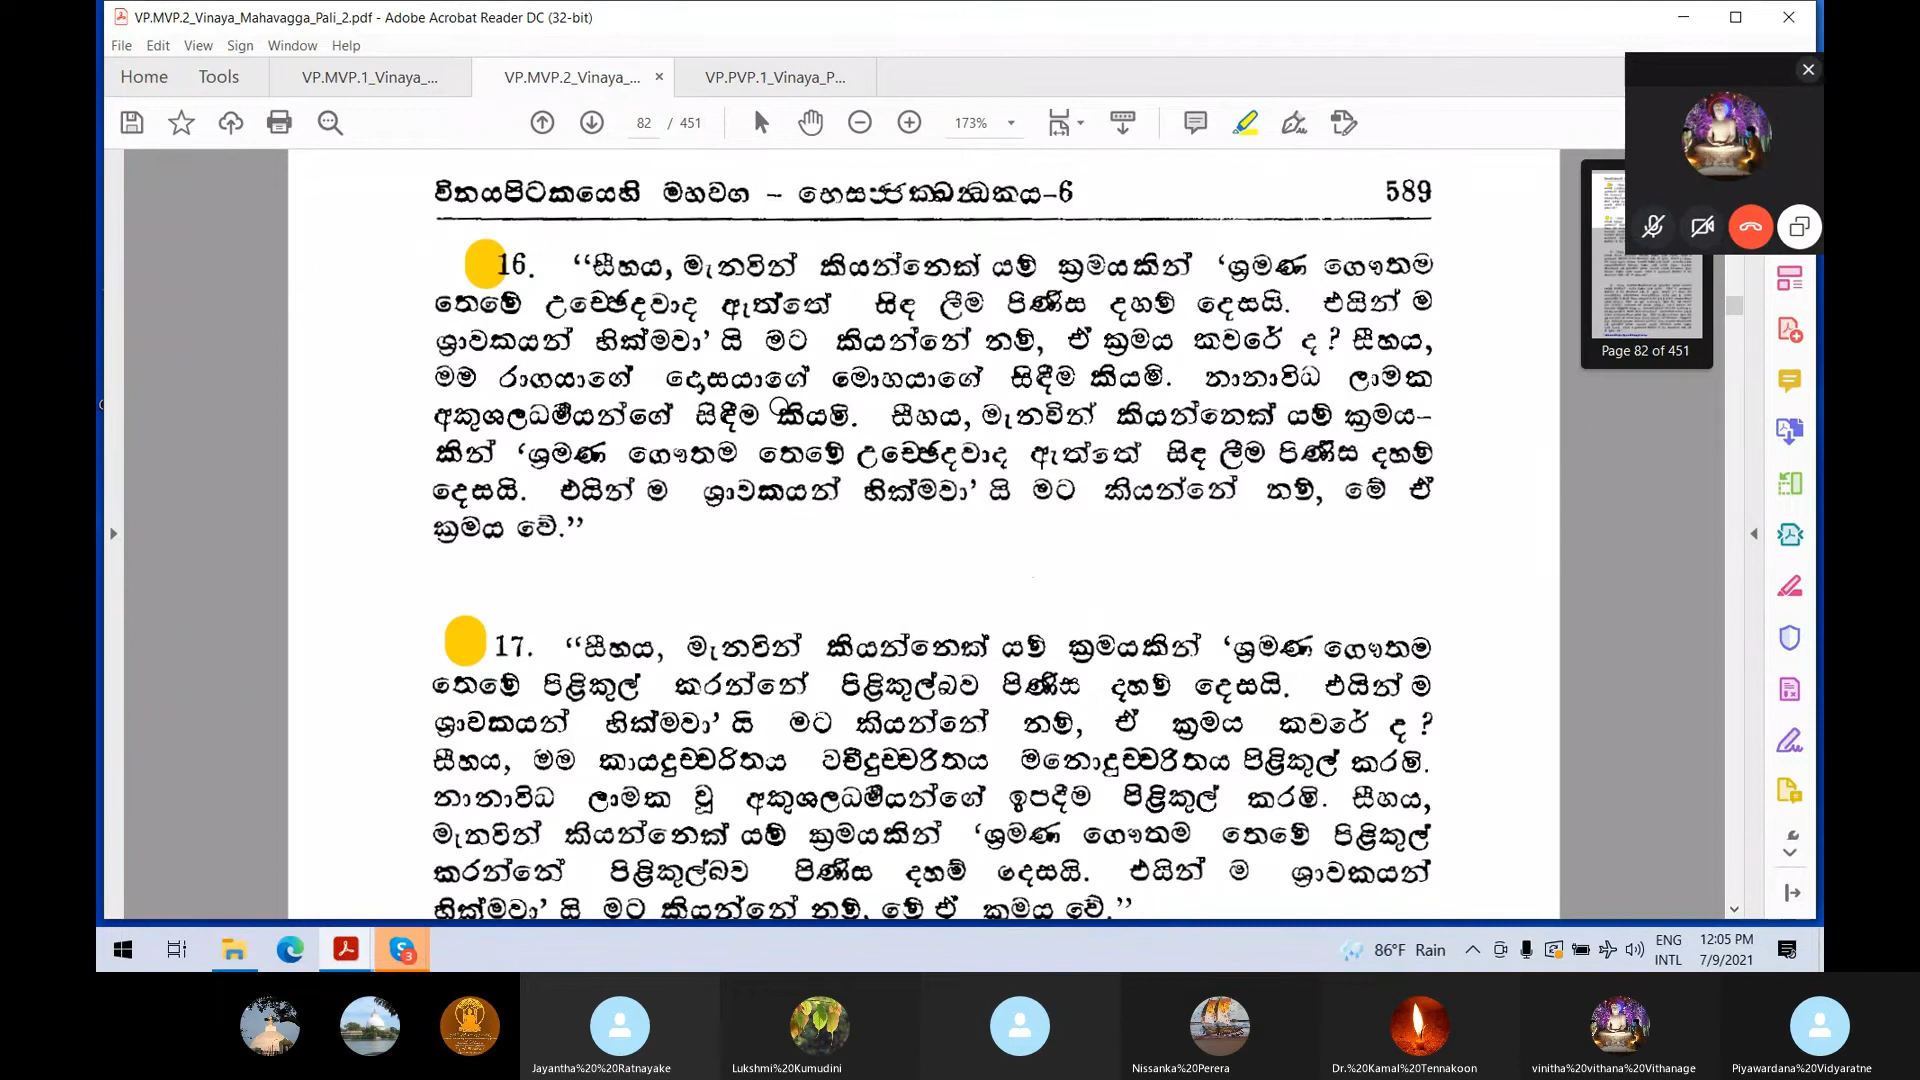 VP.MVP.2_Vinaya_Mahavagga_Pali_2.pdf - Adobe Acrobat Reader DC (32-bit)
File Edit View Sign Window Help
Home Tools VP.MVP.1_Vinaya_... VP.MVP.2_Vinaya_... × VP.PVP.1_Vinaya_P...
82 / 451 173%
විනයපිටකයෙහි මහවග – භෙසජ්ජක්ඛන්ධකය–6 589
16. ‘‘සීහය, මැනවින් කියන්නෙක් යම් ක්‍රමයකින් ‘ශ්‍රමණ ගෞතම
තෙමේ උච්ඡේදවාද ඇත්තේ සිඳ ලීම පිණිස දහම් දෙසයි. එයින් ම
ශ්‍රාවකයන් හික්මවා’ යි මට කියන්නේ නම්, ඒ ක්‍රමය කවරේ ද ? සීහය,
මම රාගයාගේ දොසයාගේ මොහයාගේ සිඳීම කියමි. නානාවිධ ලාමක
අකුශලධර්මයන්ගේ සිඳීම කියමි. සීහය, මැනවින් කියන්නෙක් යම් ක්‍රමය–
කින් ‘ශ්‍රමණ ගෞතම තෙමේ උච්ඡේදවාද ඇත්තේ සිඳ ලීම පිණිස දහම්
දෙසයි. එයින් ම ශ්‍රාවකයන් හික්මවා’ යි මට කියන්නේ නම්, මේ ඒ
ක්‍රමය වේ.’’
17. ‘‘සීහය, මැනවින් කියන්නෙක් යම් ක්‍රමයකින් ‘ශ්‍රමණ ගෞතම
තෙමේ පිළිකුල් කරන්නේ පිළිකුල්බව පිණිස දහම් දෙසයි. එයින් ම
ශ්‍රාවකයන් හික්මවා’ යි මට කියන්නේ නම්, ඒ ක්‍රමය කවරේ ද ?
සීහය, මම කායදුච්චරිතය වචීදුච්චරිතය මනොදුච්චරිතය පිළිකුල් කරමි.
නානාවිධ ලාමක වූ අකුශලධර්මයන්ගේ ඉපදීම පිළිකුල් කරමි. සීහය,
මැනවින් කියන්නෙක් යම් ක්‍රමයකින් ‘ශ්‍රමණ ගෞතම තෙමේ පිළිකුල්
කරන්නේ පිළිකුල්බව පිණිස දහම් දෙසයි. එයින් ම ශ්‍රාවකයන්
හික්මවා’ යි මට කියන්නේ නම්, මේ ඒ ක්‍රමය වේ.’’
Page 82 of 451
3 86°F Rain ENG 12:05 PM
INTL 7/9/2021
Jayantha%20%20Ratnayake Lukshmi%20Kumudini Nissanka%20Perera Dr.%20Kamal%20Tennakoon vinitha%20vithana%20Vithanage Piyawardana%20Vidyaratne